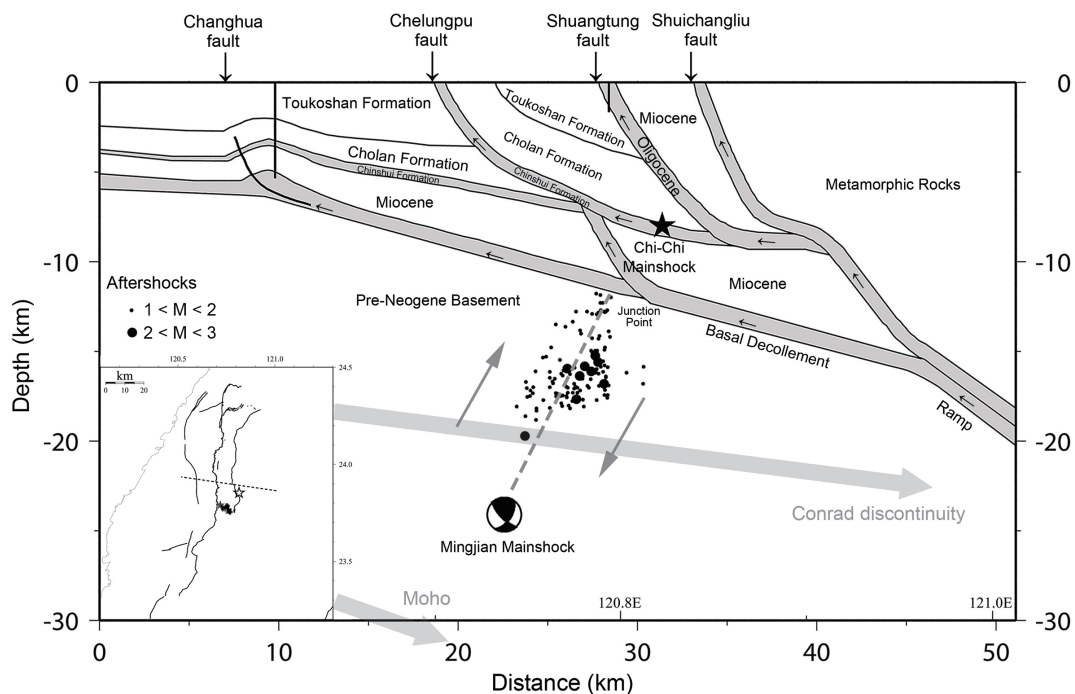 Changhua
fault
Chelungpu
fault
Shuangtung
fault
Shuichangliu
fault
0
0
Toukoshan Formation
Toukoshan Formation
Miocene
Cholan Formation
Oligocene
Cholan Formation
Chinshui Formation
Chinshui Formation
Metamorphic Rocks
Miocene
Chi-Chi
Mainshock
-10
-10
Miocene
Aftershocks
1 < M < 2
2 < M < 3
Pre-Neogene Basement
Junction
Point
Basal Decollement
Ramp
Depth (km)
120.5
121.0
km
0 10 20
24.5
24.0
23.5
-20
-20
Conrad discontinuity
Mingjian Mainshock
Moho
120.8E
121.0E
-30
-30
0
10
20
30
40
50
Distance (km)